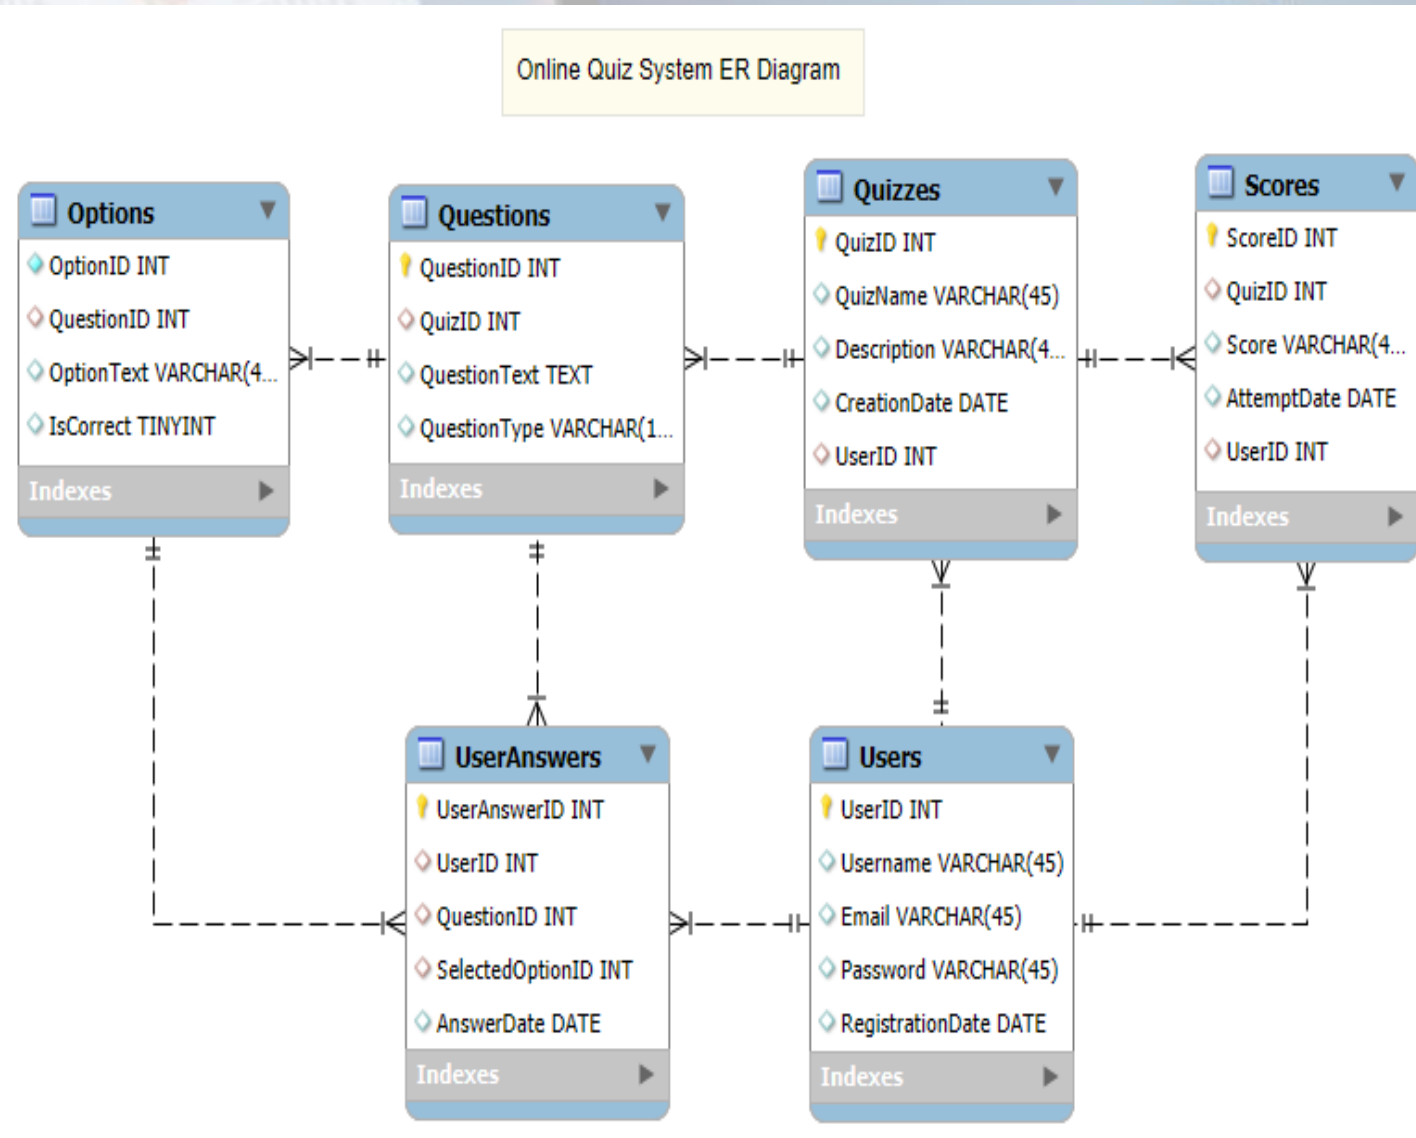 Online Quiz System ER Diagram
Options
OptionID INT
QuestionID INT
OptionText VARCHAR(4...
IsCorrect TINYINT
Indexes
Questions
QuestionID INT
QuizID INT
QuestionText TEXT
QuestionType VARCHAR(1...
Indexes
Quizzes
QuizID INT
QuizName VARCHAR(45)
Description VARCHAR(4...
CreationDate DATE
UserID INT
Indexes
Scores
ScoreID INT
QuizID INT
Score VARCHAR(4...
AttemptDate DATE
UserID INT
Indexes
UserAnswers
UserAnswerID INT
UserID INT
QuestionID INT
SelectedOptionID INT
AnswerDate DATE
Indexes
Users
UserID INT
Username VARCHAR(45)
Email VARCHAR(45)
Password VARCHAR(45)
RegistrationDate DATE
Indexes